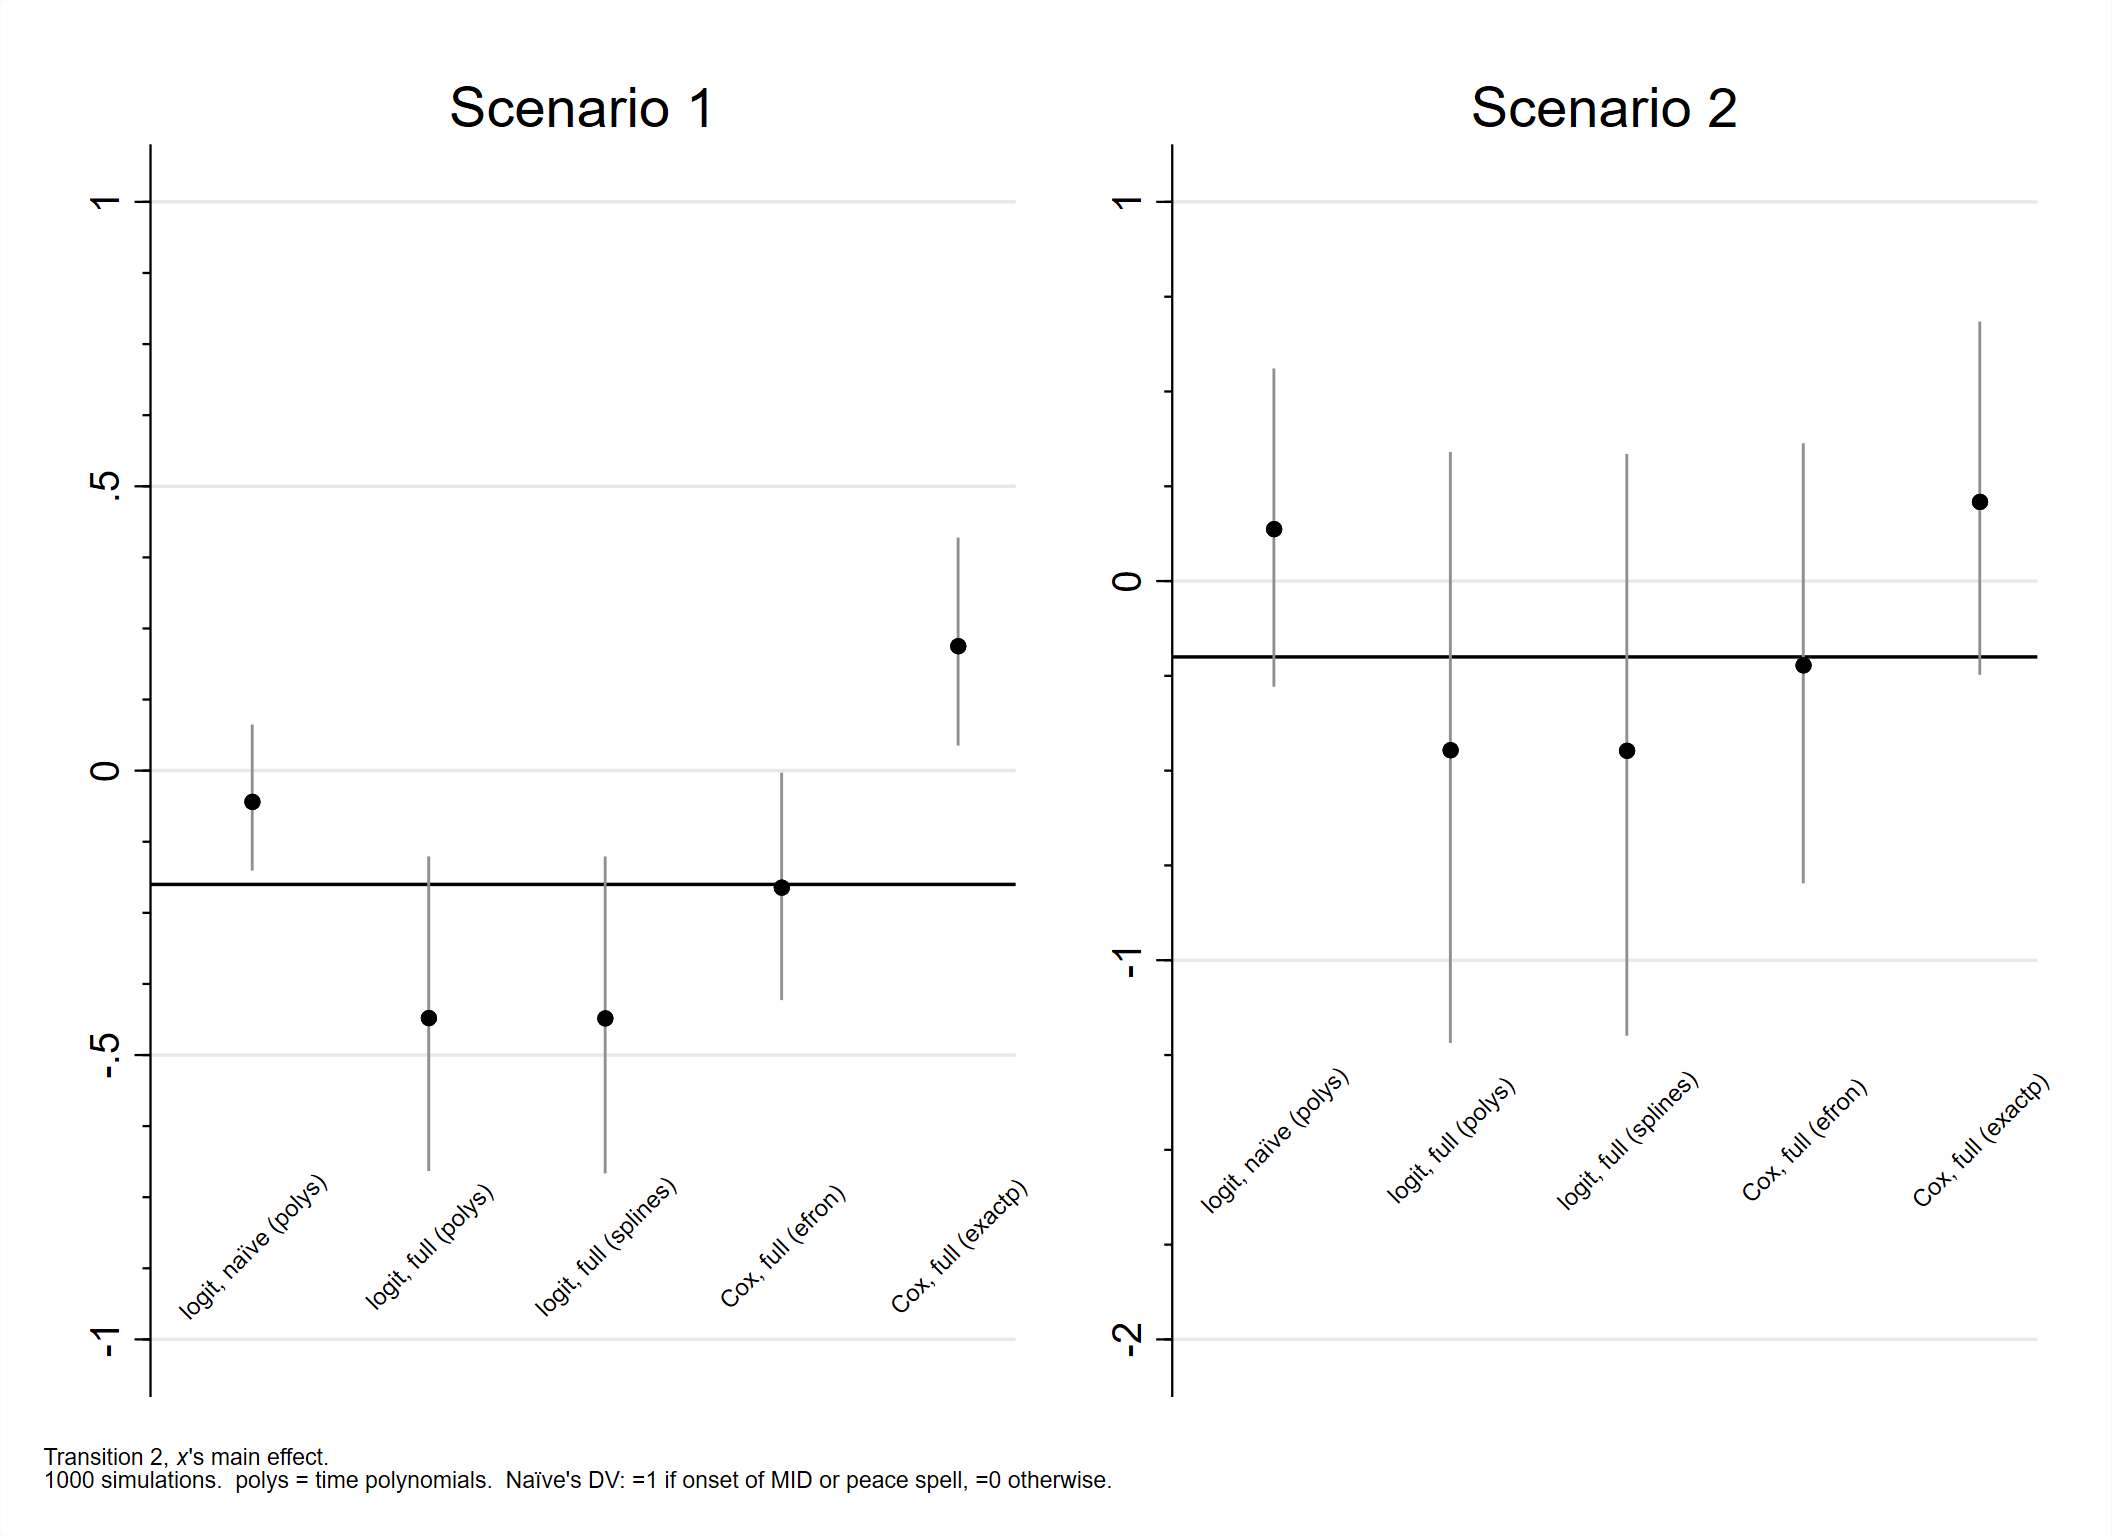 Scenario 1
1
.5
0
-.5
-1
logit, naïve (polys)
logit, full (polys)
logit, full (splines)
Cox, full (efron)
Cox, full (exactp)
Scenario 2
1
0
-1
-2
logit, naïve (polys)
logit, full (polys)
logit, full (splines)
Cox, full (efron)
Cox, full (exactp)
Transition 2, x's main effect.
1000 simulations.  polys = time polynomials.  Naïve's DV: =1 if onset of MID or peace spell, =0 otherwise.